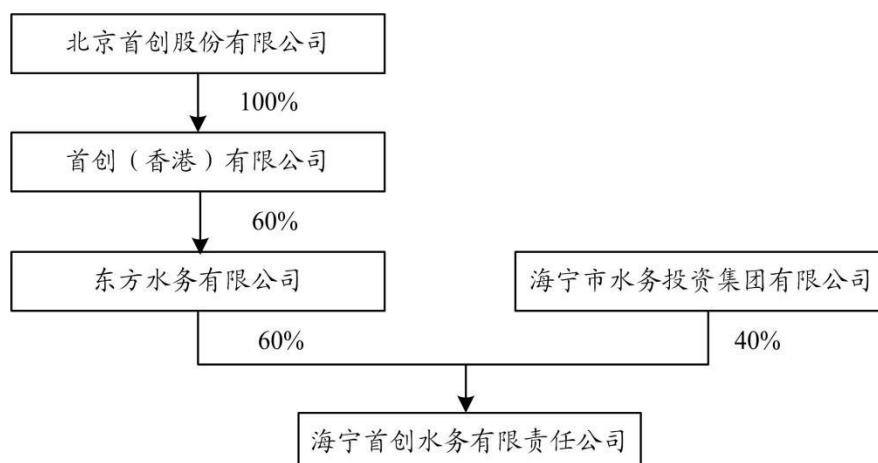 北京首创股份有限公司
100%
首创（香港）有限公司
60%
东方水务有限公司
海宁市水务投资集团有限公司
60%
40%
海宁首创水务有限责任公司